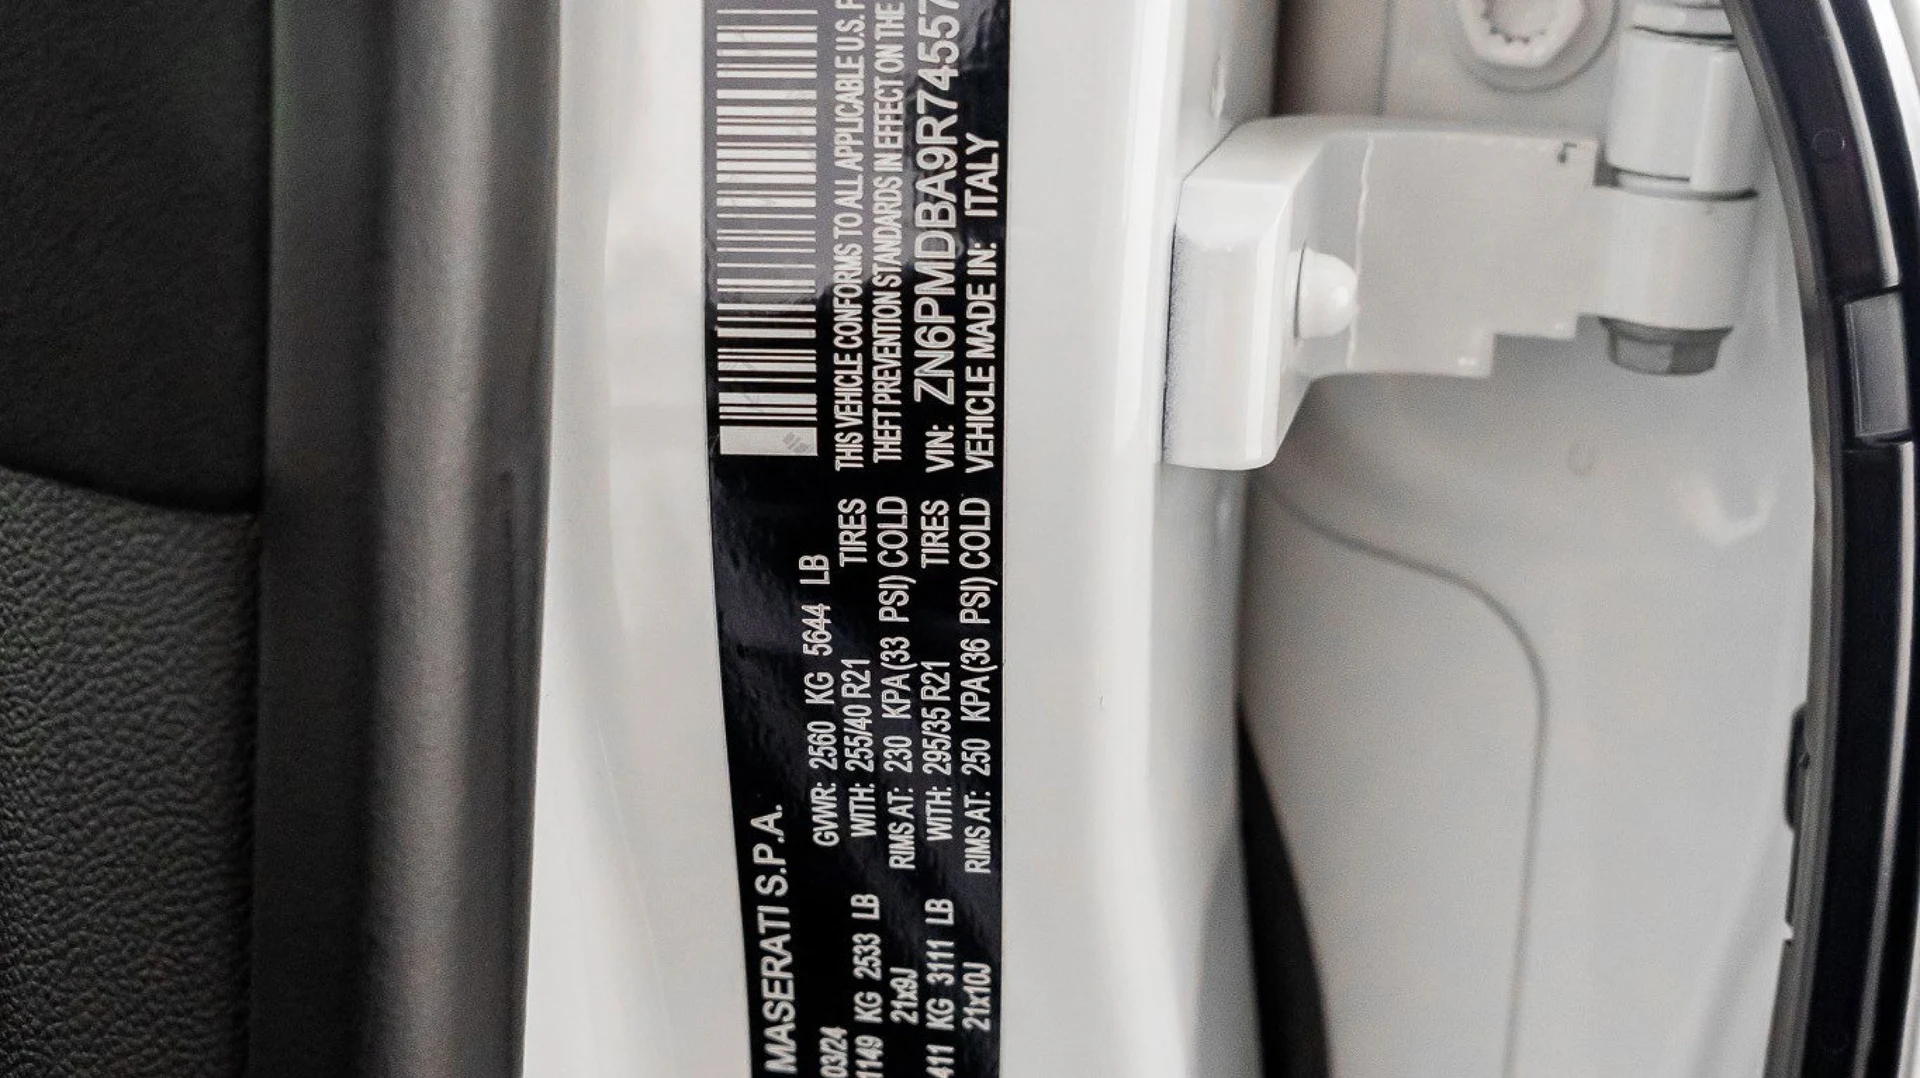 MASERATI S.P.A.
03/24 GVWR: 2560 KG 5644 LB
1149 KG 2533 LB WITH: 255/40 R21 TIRES
21x9J RIMS AT: 230 KPA (33 PSI) COLD
411 KG 3111 LB WITH: 295/35 R21 TIRES
21x10J RIMS AT: 250 KPA (36 PSI) COLD
THIS VEHICLE CONFORMS TO ALL APPLICABLE U.S. F
THEFT PREVENTION STANDARDS IN EFFECT ON THE
VIN: ZN6PMDBA9R74557
VEHICLE MADE IN: ITALY